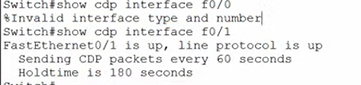 Switch#show cdp interface f0/0
%Invalid interface type and number
Switch#show cdp interface f0/1
FastEthernet0/1 is up, line protocol is up
  Sending CDP packets every 60 seconds
  Holdtime is 180 seconds
Switch#